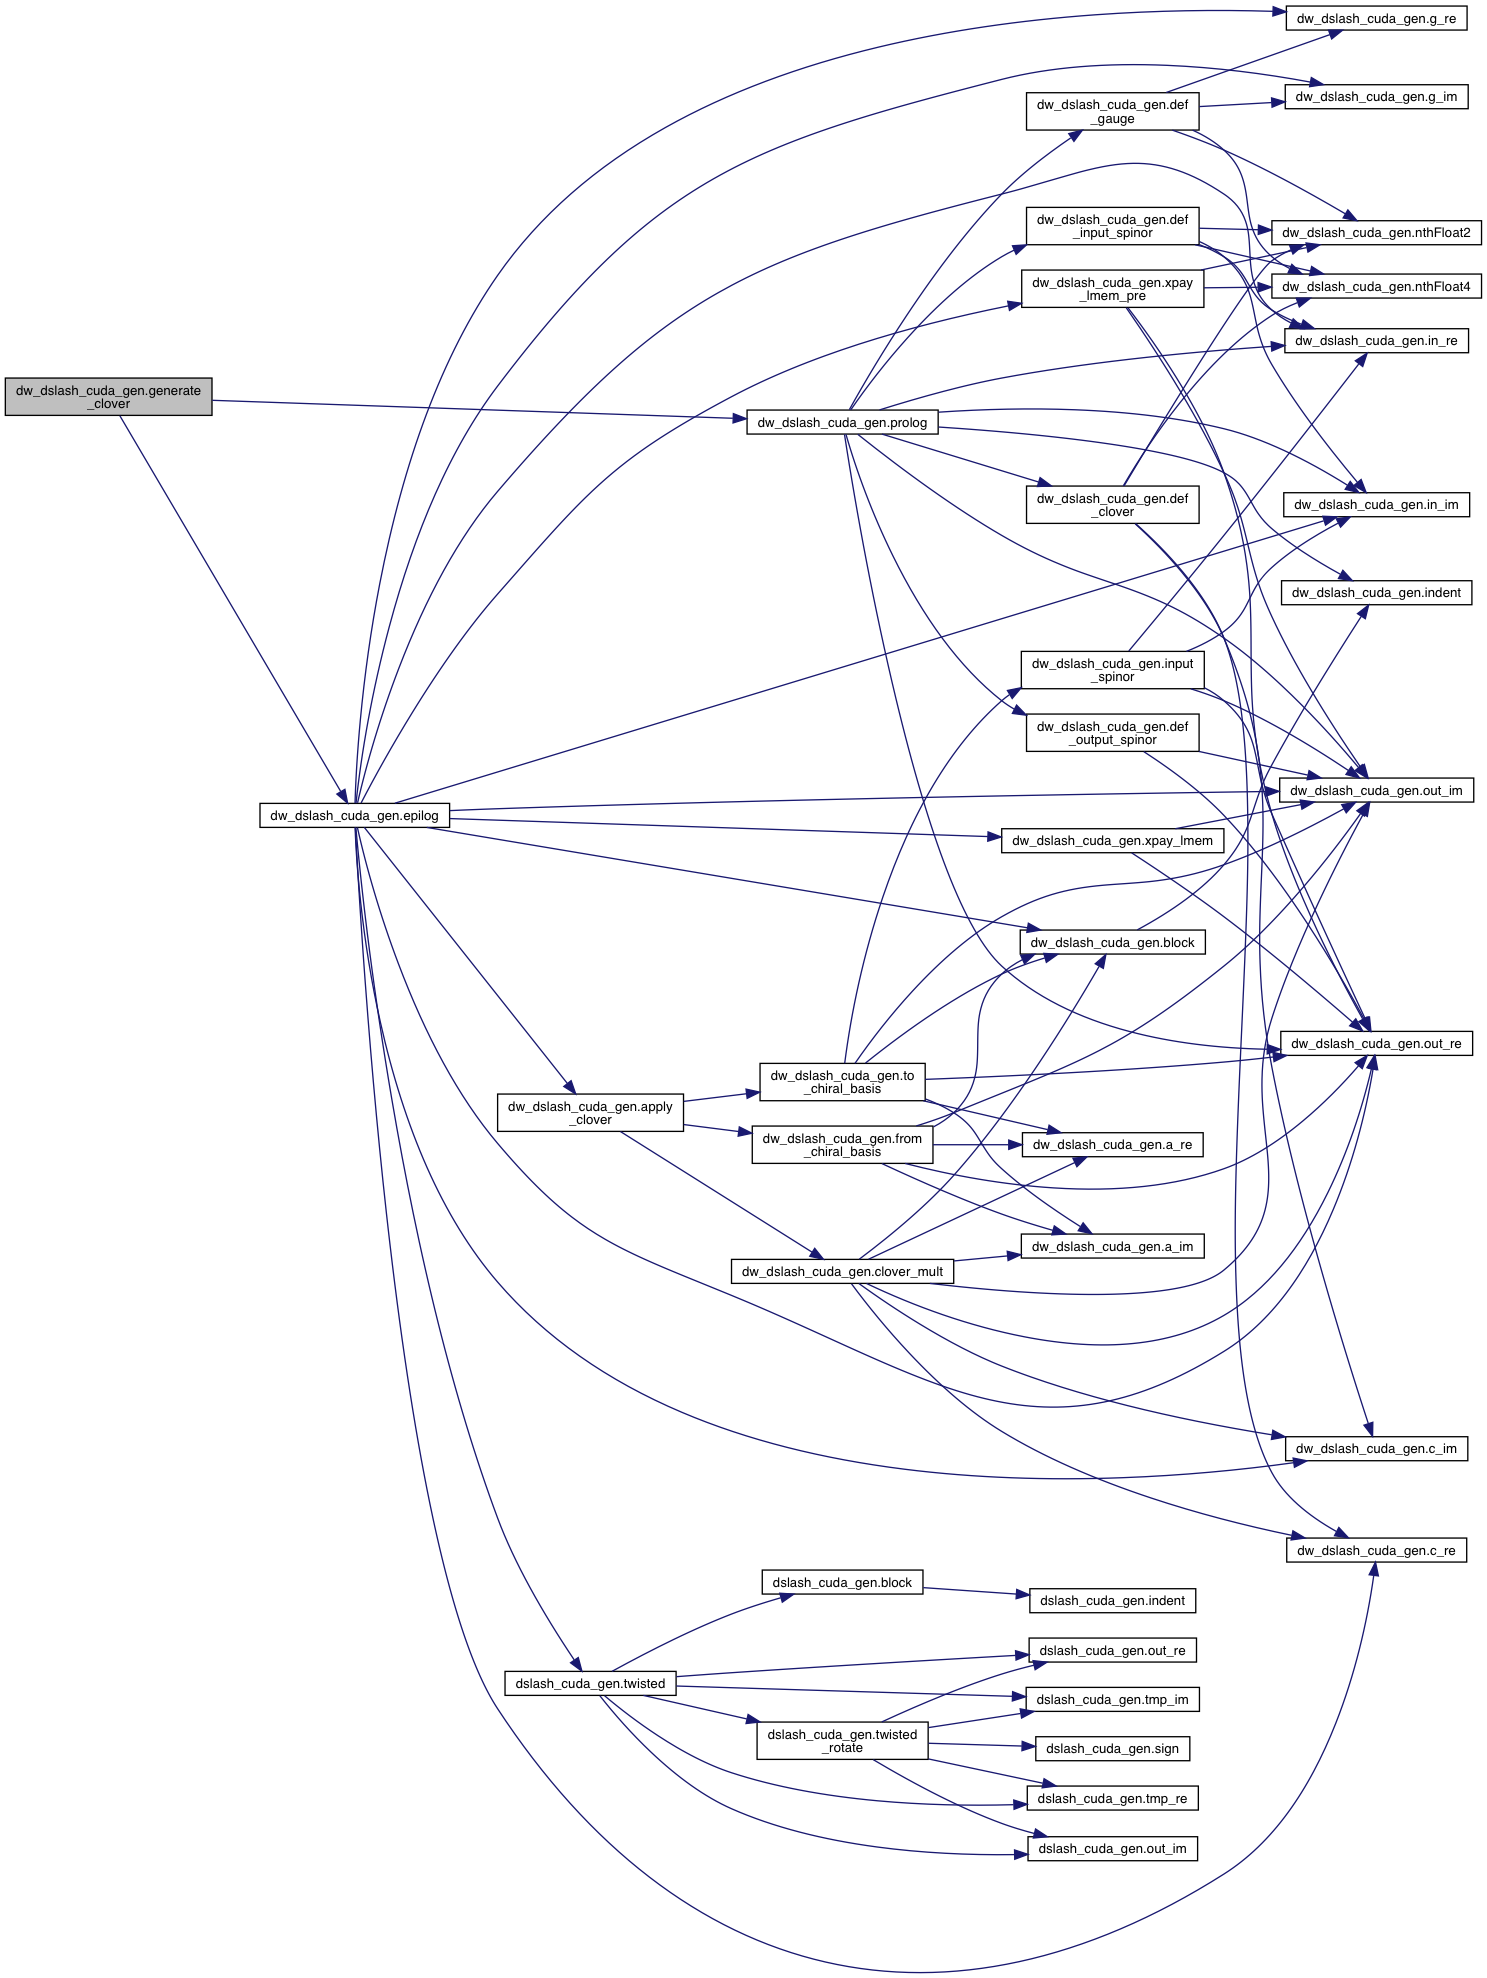 dw_dslash_cuda_gen.g_re
dw_dslash_cuda_gen.g_im
dw_dslash_cuda_gen.def
_gauge
dw_dslash_cuda_gen.def
_input_spinor
dw_dslash_cuda_gen.nthFloat2
dw_dslash_cuda_gen.xpay
_lmem_pre
dw_dslash_cuda_gen.nthFloat4
dw_dslash_cuda_gen.in_re
dw_dslash_cuda_gen.generate
_clover
dw_dslash_cuda_gen.prolog
dw_dslash_cuda_gen.def
_clover
dw_dslash_cuda_gen.in_im
dw_dslash_cuda_gen.indent
dw_dslash_cuda_gen.input
_spinor
dw_dslash_cuda_gen.def
_output_spinor
dw_dslash_cuda_gen.out_im
dw_dslash_cuda_gen.epilog
dw_dslash_cuda_gen.xpay_lmem
dw_dslash_cuda_gen.block
dw_dslash_cuda_gen.out_re
dw_dslash_cuda_gen.to
_chiral_basis
dw_dslash_cuda_gen.apply
_clover
dw_dslash_cuda_gen.from
_chiral_basis
dw_dslash_cuda_gen.a_re
dw_dslash_cuda_gen.a_im
dw_dslash_cuda_gen.clover_mult
dw_dslash_cuda_gen.c_im
dw_dslash_cuda_gen.c_re
dslash_cuda_gen.block
dslash_cuda_gen.indent
dslash_cuda_gen.out_re
dslash_cuda_gen.twisted
dslash_cuda_gen.tmp_im
dslash_cuda_gen.twisted
_rotate
dslash_cuda_gen.sign
dslash_cuda_gen.tmp_re
dslash_cuda_gen.out_im